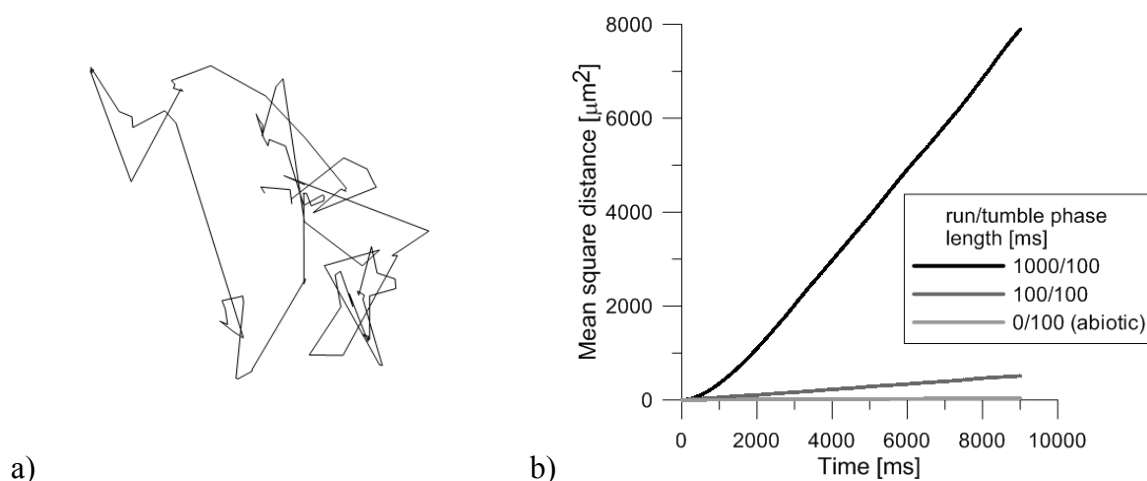 a)
b)
8000
6000
4000
2000
0
Mean square distance [μm²]
0 2000 4000 6000 8000 10000
Time [ms]
run/tumble phase
length [ms]
1000/100
100/100
0/100 (abiotic)